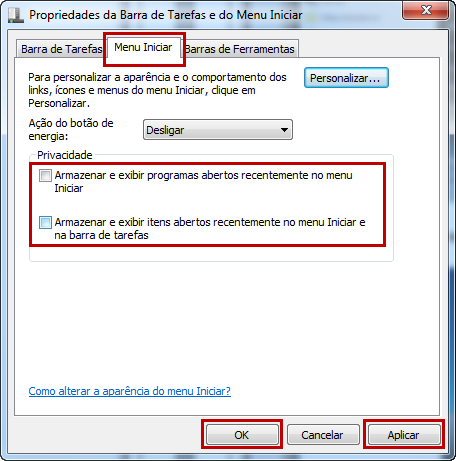 Propriedades da Barra de Tarefas e do Menu Iniciar
Barra de Tarefas Menu Iniciar Barras de Ferramentas
Para personalizar a aparência e o comportamento dos
links, ícones e menus do menu Iniciar, clique em
Personalizar.
Personalizar...
Ação do botão de
energia:
Desligar
Privacidade
Armazenar e exibir programas abertos recentemente no menu
Iniciar
Armazenar e exibir itens abertos recentemente no menu Iniciar e
na barra de tarefas
Como alterar a aparência do menu Iniciar?
OK Cancelar Aplicar